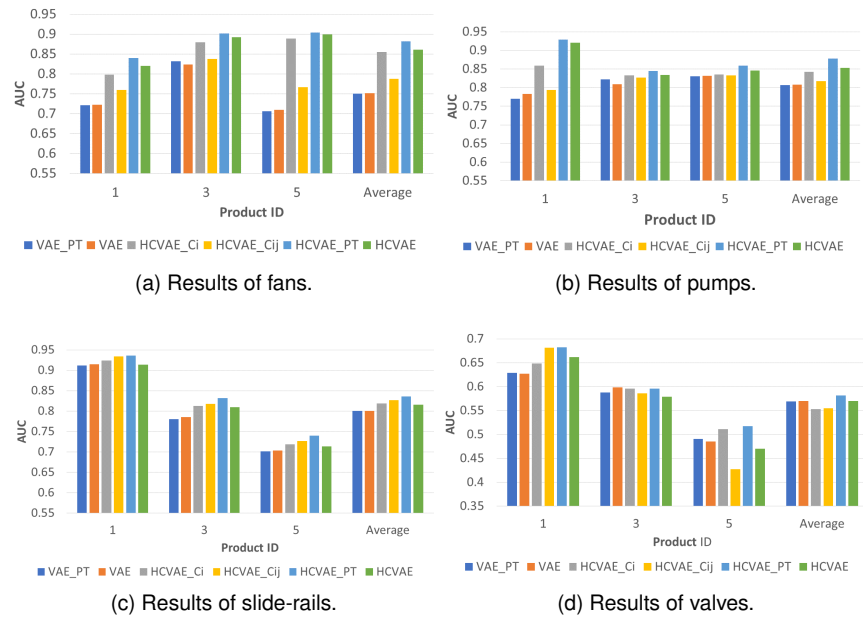 0.95
0.9
0.85
0.8
0.75
0.7
0.65
0.6
0.55
AUC
1 3 5 Average
Product ID
VAE_PT VAE HCVAE_Ci HCVAE_Cij HCVAE_PT HCVAE
(a) Results of fans.
0.95
0.9
0.85
0.8
0.75
0.7
0.65
0.6
0.55
AUC
1 3 5 Average
Product ID
VAE_PT VAE HCVAE_Ci HCVAE_Cij HCVAE_PT HCVAE
(b) Results of pumps.
0.95
0.9
0.85
0.8
0.75
0.7
0.65
0.6
0.55
AUC
1 3 5 Average
Product ID
VAE_PT VAE HCVAE_Ci HCVAE_Cij HCVAE_PT HCVAE
(c) Results of slide-rails.
0.7
0.65
0.6
0.55
0.5
0.45
0.4
0.35
AUC
1 3 5 Average
Product ID
VAE_PT VAE HCVAE_Ci HCVAE_Cij HCVAE_PT HCVAE
(d) Results of valves.